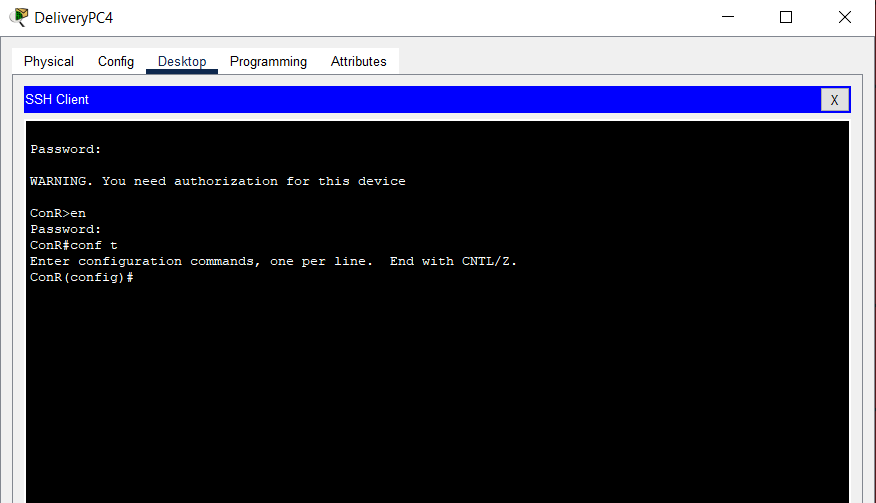 DeliveryPC4
Physical Config Desktop Programming Attributes
SSH Client X
Password:
WARNING. You need authorization for this device
ConR>en
Password:
ConR#conf t
Enter configuration commands, one per line.  End with CNTL/Z.
ConR(config)#